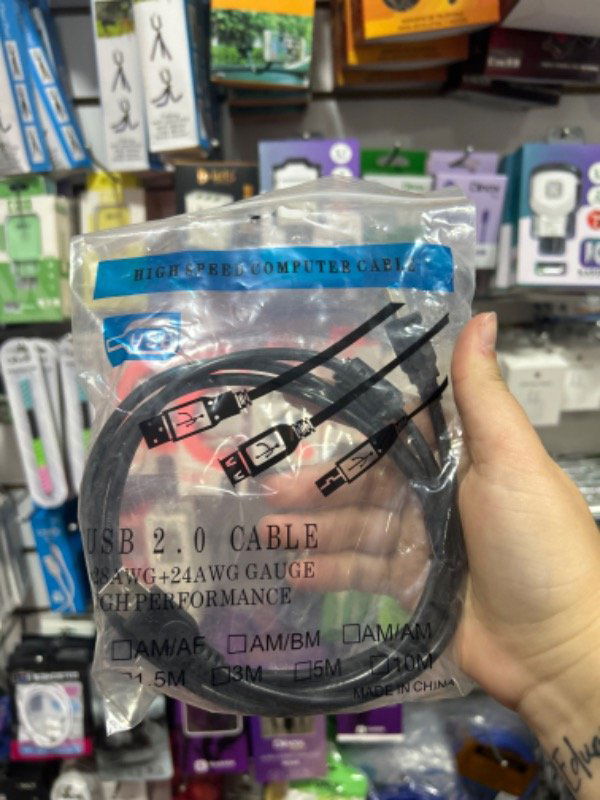 HIGH SPEED COMPUTER CABLE
USB 2.0 CABLE
28AWG+24AWG GAUGE
GH PERFORMANCE
AM/AF AM/BM AM/AM
1.5M 3M 5M 10M
MADE IN CHINA